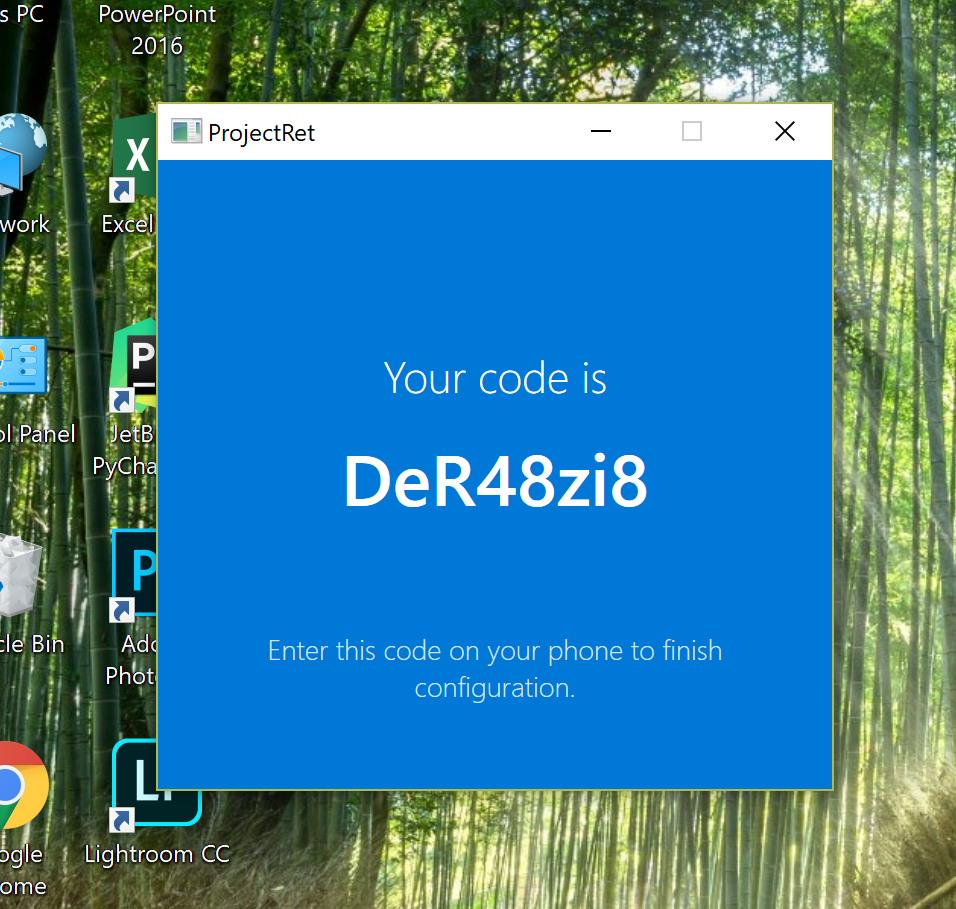 s PC
PowerPoint
2016
ProjectRet
work
Excel
Your code is
DeR48zi8
ol Panel
JetB
PyCha
Enter this code on your phone to finish
configuration.
cle Bin
Ado
Photo
ogle
ome
Lightroom CC